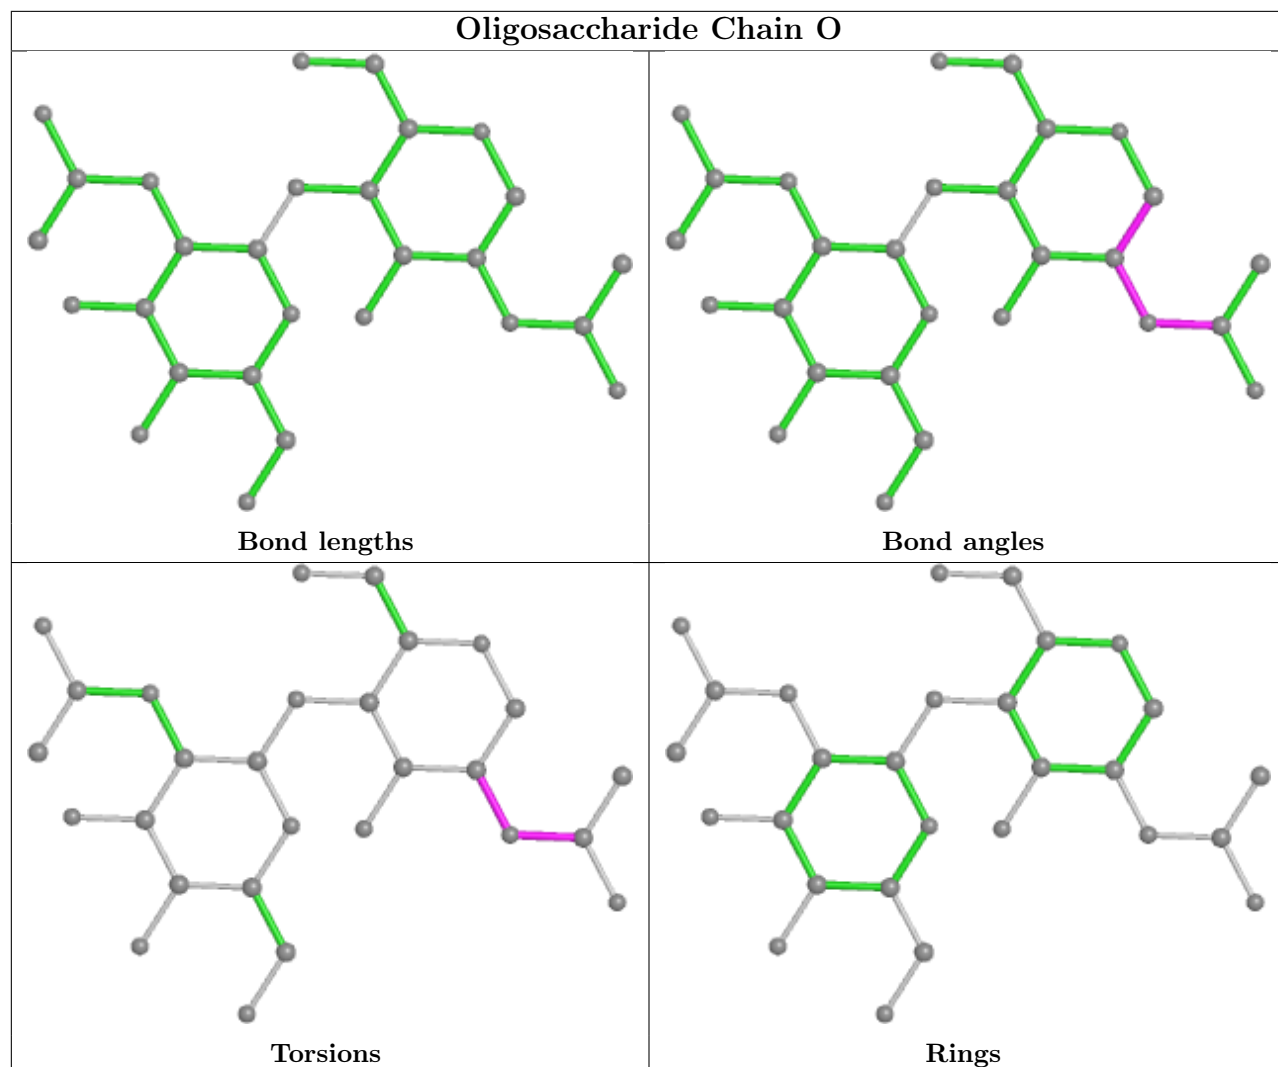 Oligosaccharide Chain O
Bond lengths
Bond angles
Torsions
Rings